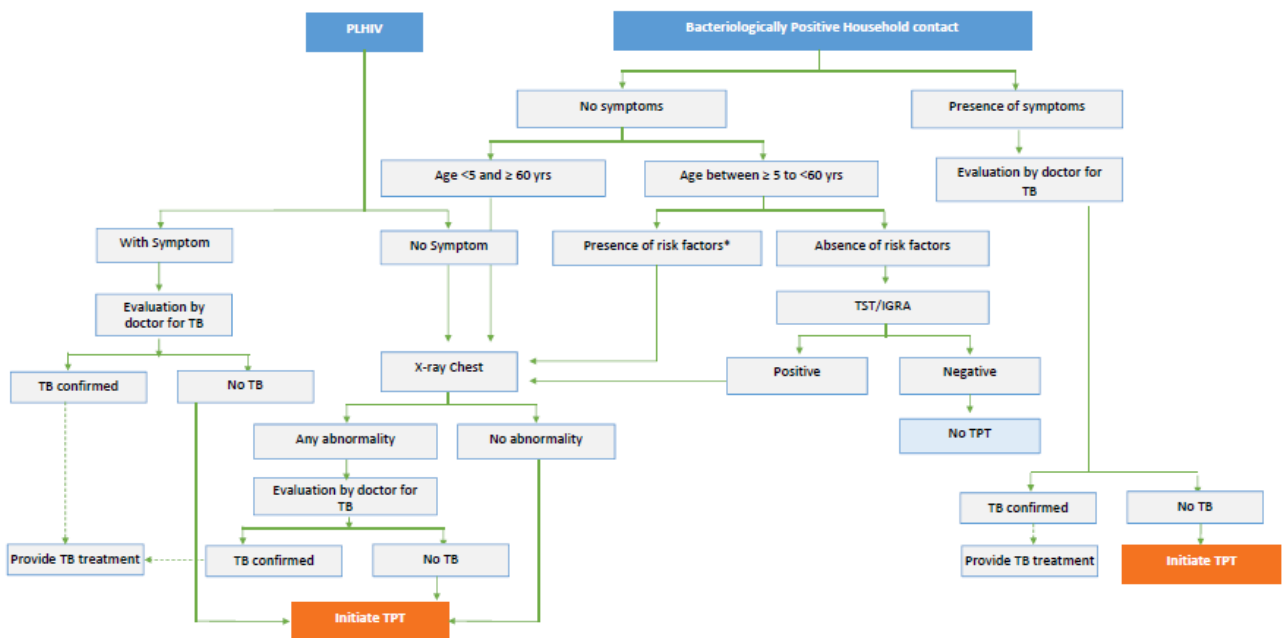 PLHIV
Bacteriologically Positive Household contact
No symptoms
Presence of symptoms
Age <5 and ≥ 60 yrs
Age between ≥ 5 to <60 yrs
Evaluation by doctor for
TB
With Symptom
No Symptom
Presence of risk factors*
Absence of risk factors
Evaluation by
doctor for TB
TST/IGRA
TB confirmed
No TB
X-ray Chest
Positive
Negative
Any abnormality
No abnormality
No TPT
Evaluation by doctor for
TB
TB confirmed
No TB
Provide TB treatment
TB confirmed
No TB
Provide TB treatment
Initiate TPT
Initiate TPT